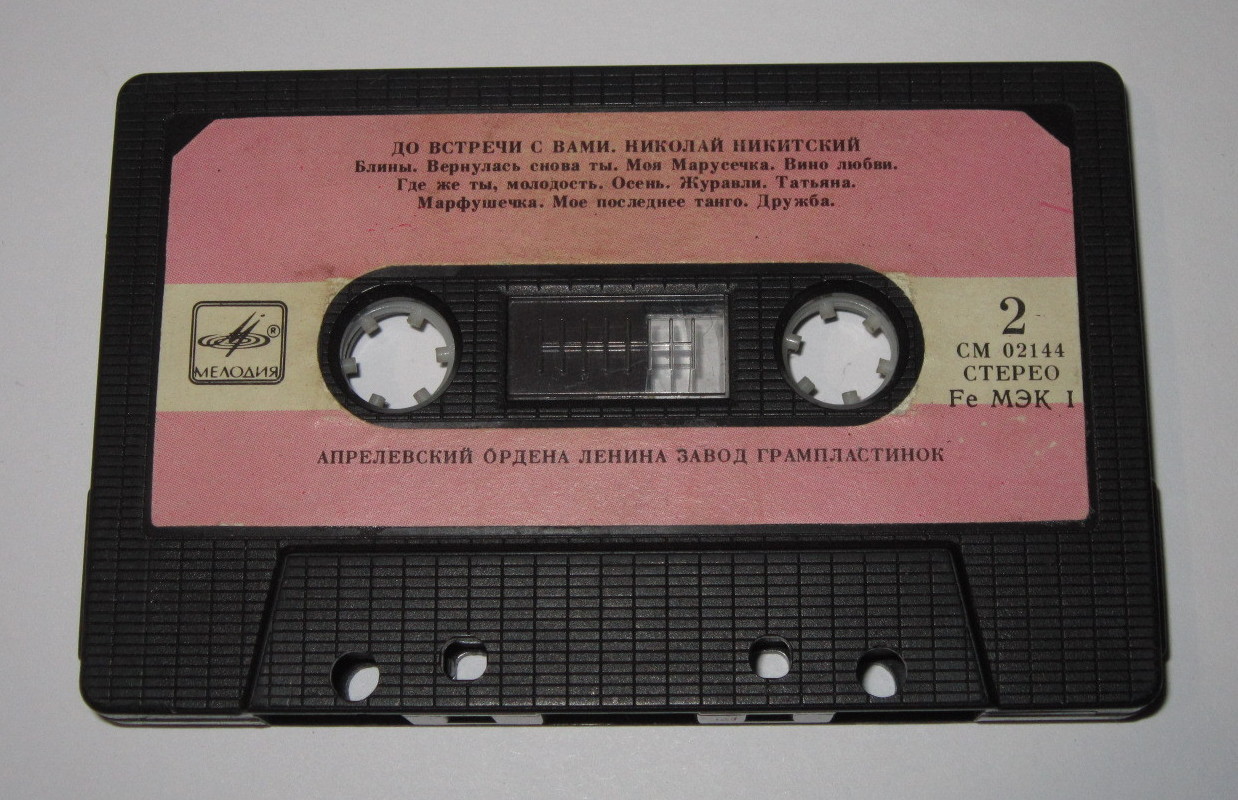 ДО ВСТРЕЧИ С ВАМИ. НИКОЛАЙ НИКИТСКИЙ
Блины. Вернулась снова ты. Моя Марусечка. Вино любви.
Где же ты, молодость. Осень. Журавли. Татьяна.
Марфушечка. Мое последнее танго. Дружба.
®
МЕЛОДИЯ
2
СМ 02144
СТЕРЕО
Fe МЭК I
АПРЕЛЕВСКИЙ ОРДЕНА ЛЕНИНА ЗАВОД ГРАМПЛАСТИНОК